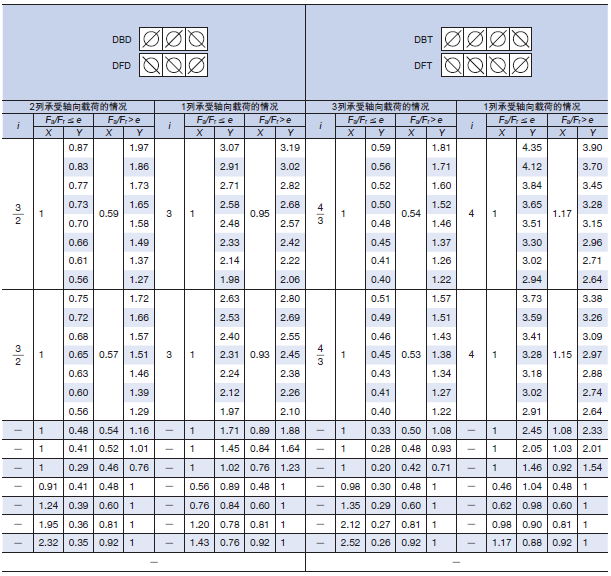 DBD DBT
DFD DFT
2列承受轴向载荷的情况 1列承受轴向载荷的情况 3列承受轴向载荷的情况 1列承受轴向载荷的情况
i Fa/Fr ≤ e Fa/Fr > e i Fa/Fr ≤ e Fa/Fr > e i Fa/Fr ≤ e Fa/Fr > e i Fa/Fr ≤ e Fa/Fr > e
X Y X Y X Y X Y X Y X Y X Y X Y
0.87 1.97 3.07 3.19 0.59 1.81 4.35 3.90
0.83 1.86 2.91 3.02 0.56 1.71 4.12 3.70
0.77 1.73 2.71 2.82 0.52 1.60 3.84 3.45
3/2 1 0.73 0.59 1.65 3 1 2.58 0.95 2.68 4/3 1 0.50 0.54 1.52 4 1 3.65 1.17 3.28
0.70 1.58 2.48 2.57 0.48 1.46 3.51 3.15
0.66 1.49 2.33 2.42 0.45 1.37 3.30 2.96
0.61 1.37 2.14 2.22 0.41 1.26 3.02 2.71
0.56 1.27 1.98 2.06 0.40 1.22 2.94 2.64
0.75 1.72 2.63 2.80 0.51 1.57 3.73 3.38
0.72 1.66 2.53 2.69 0.49 1.51 3.59 3.26
0.68 1.57 2.40 2.55 0.46 1.43 3.41 3.09
3/2 1 0.65 0.57 1.51 3 1 2.31 0.93 2.45 4/3 1 0.45 0.53 1.38 4 1 3.28 1.15 2.97
0.63 1.46 2.24 2.38 0.43 1.34 3.18 2.88
0.60 1.39 2.12 2.26 0.41 1.27 3.02 2.74
0.56 1.29 1.97 2.10 0.40 1.22 2.91 2.64
— 1 0.48 0.54 1.16 — 1 1.71 0.89 1.88 — 1 0.33 0.50 1.08 — 1 2.45 1.08 2.33
— 1 0.41 0.52 1.01 — 1 1.45 0.84 1.64 — 1 0.28 0.48 0.93 — 1 2.05 1.03 2.01
— 1 0.29 0.46 0.76 — 1 1.02 0.76 1.23 — 1 0.20 0.42 0.71 — 1 1.46 0.92 1.54
— 0.91 0.41 0.48 1 — 0.56 0.89 0.48 1 — 0.98 0.30 0.48 1 — 0.46 1.04 0.48 1
— 1.24 0.39 0.60 1 — 0.76 0.84 0.60 1 — 1.35 0.29 0.60 1 — 0.62 0.98 0.60 1
— 1.95 0.36 0.81 1 — 1.20 0.78 0.81 1 — 2.12 0.27 0.81 1 — 0.98 0.90 0.81 1
— 2.32 0.35 0.92 1 — 1.43 0.76 0.92 1 — 2.52 0.26 0.92 1 — 1.17 0.88 0.92 1
— —